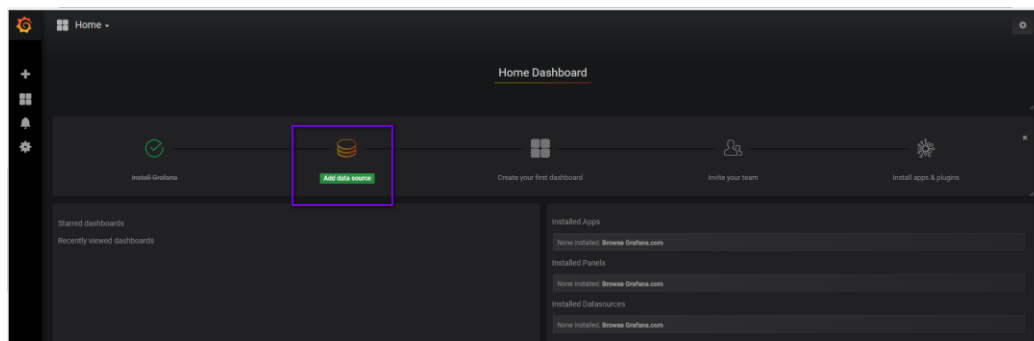 Home
Home Dashboard
Install Grafana
Add data source
Create your first dashboard
Invite your team
Install apps & plugins
Starred dashboards
Recently viewed dashboards
Installed Apps
None installed. Browse Grafana.com
Installed Panels
None installed. Browse Grafana.com
Installed Datasources
None installed. Browse Grafana.com